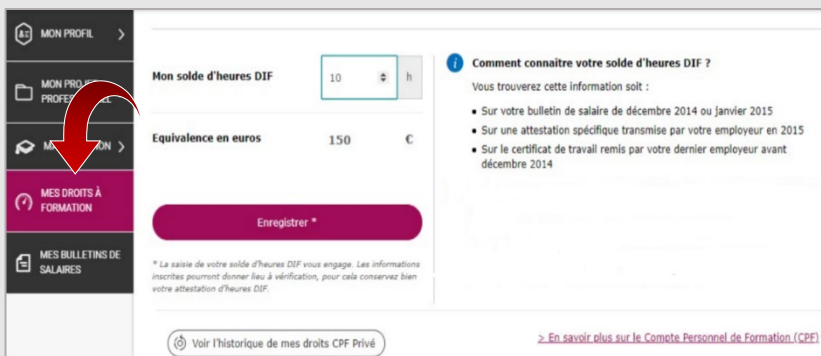 MON PROFIL >
MON PROJET
PROFESSIONNEL
MES DROITS À
FORMATION
MES BULLETINS DE
SALAIRES
Mon solde d'heures DIF 10 h
Equivalence en euros 150 €
Enregistrer *
* La saisie de votre solde d'heures DIF vous engage. Les informations
inscrites pourront donner lieu à vérification, pour cela conservez bien
votre attestation d'heures DIF.
Voir l'historique de mes droits CPF Privé
i Comment connaitre votre solde d'heures DIF ?
Vous trouverez cette information soit :
• Sur votre bulletin de salaire de décembre 2014 ou janvier 2015
• Sur une attestation spécifique transmise par votre employeur en 2015
• Sur le certificat de travail remis par votre dernier employeur avant
décembre 2014
> En savoir plus sur le Compte Personnel de Formation (CPF)